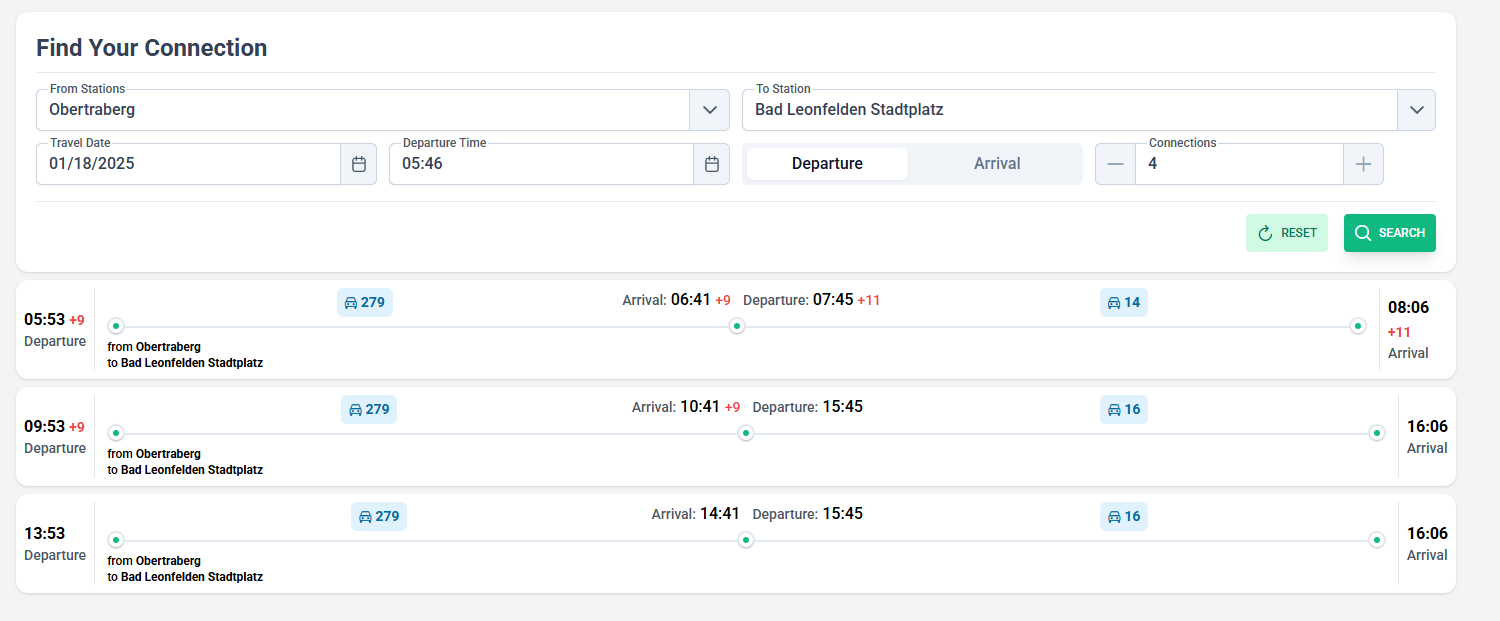 Find Your Connection
From Stations
Obertraberg
To Station
Bad Leonfelden Stadtplatz
Travel Date
01/18/2025
Departure Time
05:46
Departure
Arrival
Connections
4
RESET
SEARCH
05:53 +9
Departure
279
Arrival: 06:41 +9 Departure: 07:45 +11
14
from Obertraberg
to Bad Leonfelden Stadtplatz
08:06
+11
Arrival
09:53 +9
Departure
279
Arrival: 10:41 +9 Departure: 15:45
16
from Obertraberg
to Bad Leonfelden Stadtplatz
16:06
Arrival
13:53
Departure
279
Arrival: 14:41 Departure: 15:45
16
from Obertraberg
to Bad Leonfelden Stadtplatz
16:06
Arrival